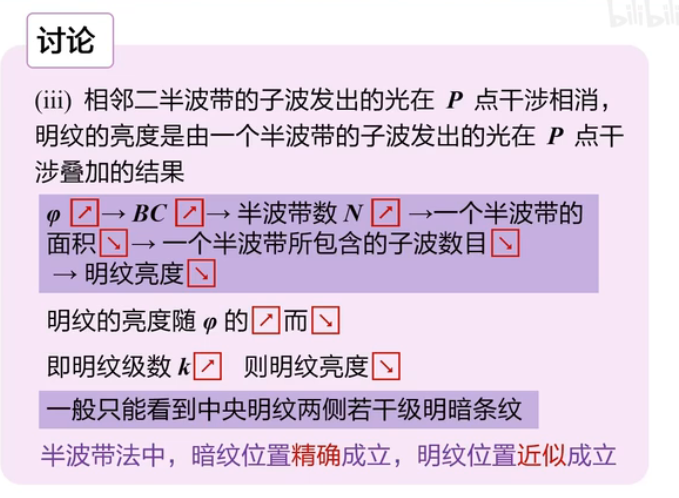 bilibili
讨论
(iii) 相邻二半波带的子波发出的光在 P 点干涉相消，
明纹的亮度是由一个半波带的子波发出的光在 P 点干
涉叠加的结果
φ ↗→ BC ↗→ 半波带数 N ↗ →一个半波带的
面积↘→ 一个半波带所包含的子波数目↘
→ 明纹亮度↘
明纹的亮度随 φ 的↗而↘
即明纹级数 k↗ 则明纹亮度↘
一般只能看到中央明纹两侧若干级明暗条纹
半波带法中，暗纹位置精确成立，明纹位置近似成立